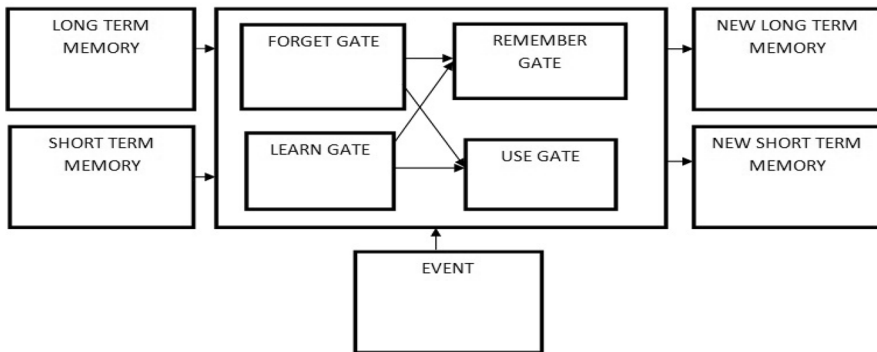 LONG TERM
MEMORY
FORGET GATE
REMEMBER
GATE
NEW LONG TERM
MEMORY
SHORT TERM
MEMORY
LEARN GATE
USE GATE
NEW SHORT TERM
MEMORY
EVENT